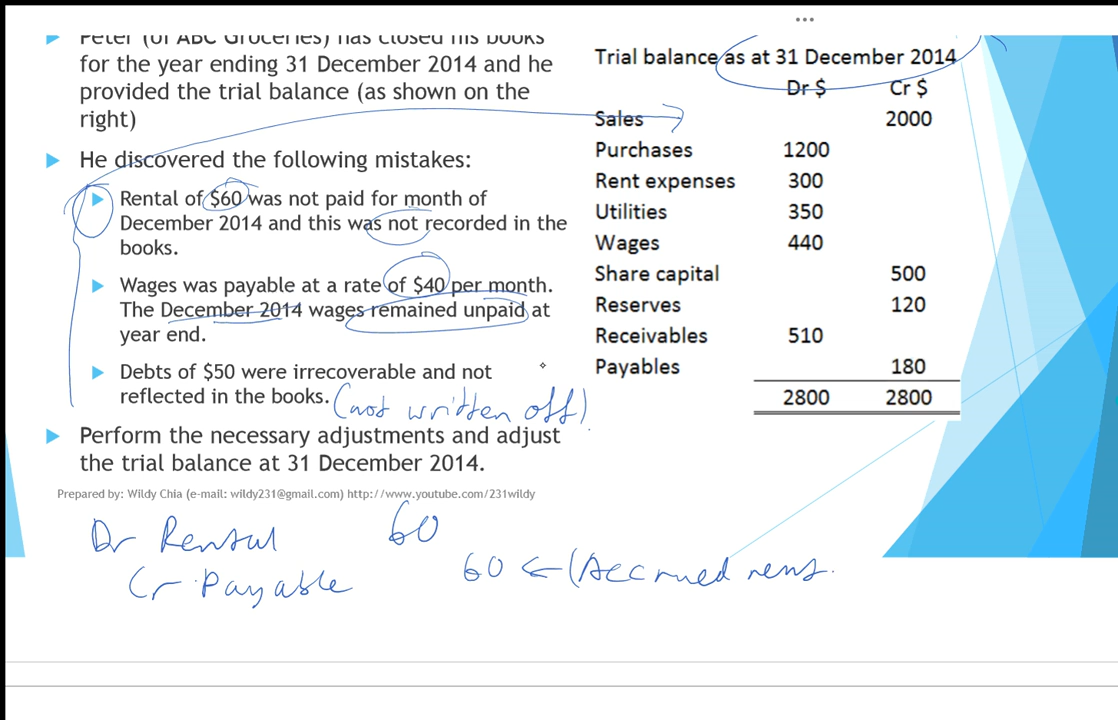 Peter (of ABC Groceries) has closed his books
for the year ending 31 December 2014 and he
provided the trial balance (as shown on the
right)
He discovered the following mistakes:
Rental of $60 was not paid for month of
December 2014 and this was not recorded in the
books.
Wages was payable at a rate of $40 per month.
The December 2014 wages remained unpaid at
year end.
Debts of $50 were irrecoverable and not
reflected in the books. (not written off)
Perform the necessary adjustments and adjust
the trial balance at 31 December 2014.
Prepared by: Wildy Chia (e-mail: wildy231@gmail.com) http://www.youtube.com/231wildy
Trial balance as at 31 December 2014
Dr $ Cr $
Sales 2000
Purchases 1200
Rent expenses 300
Utilities 350
Wages 440
Share capital 500
Reserves 120
Receivables 510
Payables 180
2800 2800
Dr Rental 60
Cr Payable 60 ← (Accrued rent.